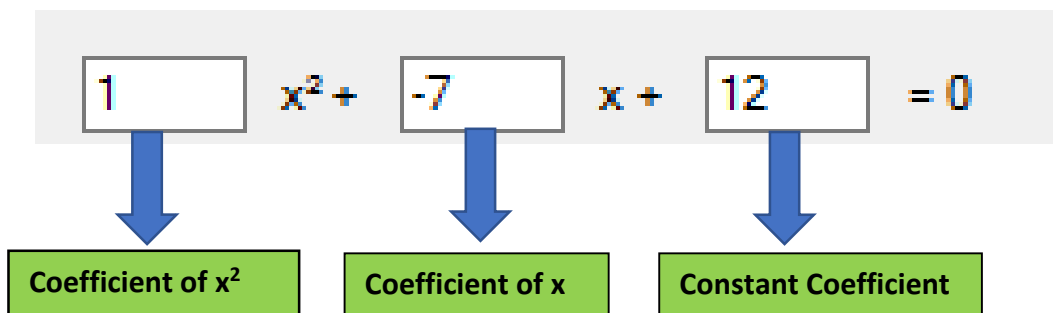 1 x² + -7 x + 12 = 0
Coefficient of x² Coefficient of x Constant Coefficient